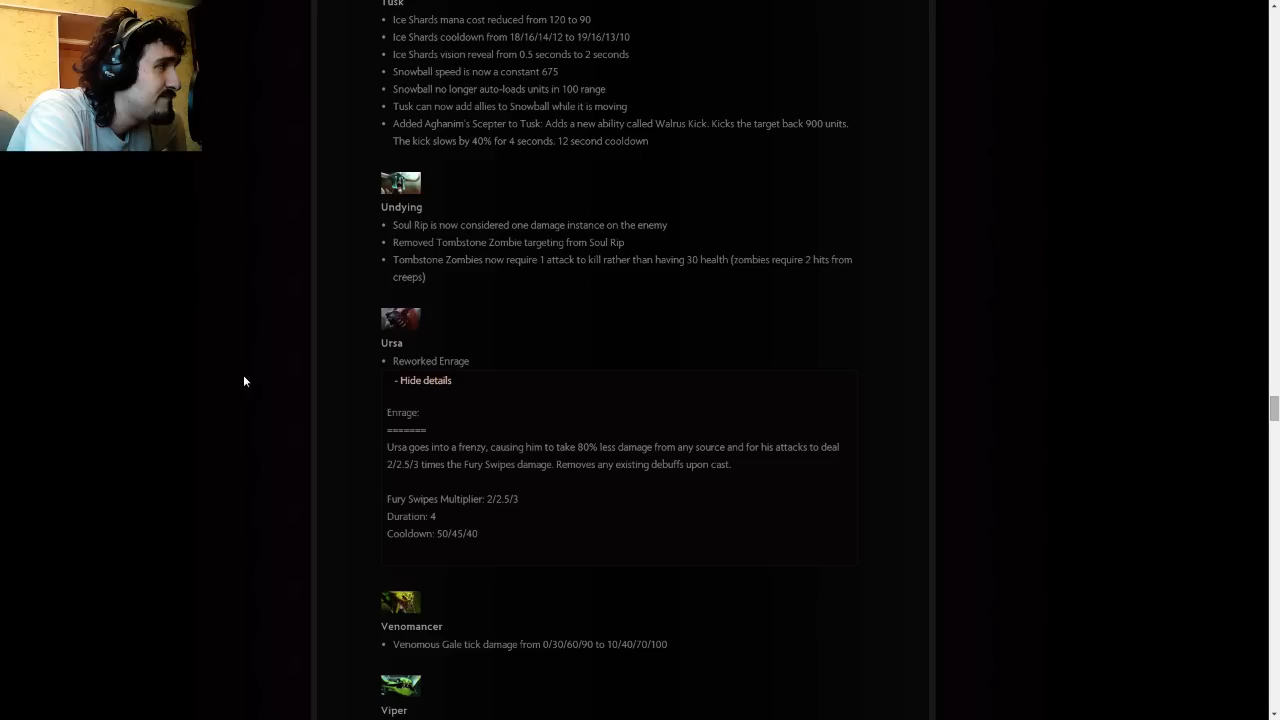 Tusk
• Ice Shards mana cost reduced from 120 to 90
• Ice Shards cooldown from 18/16/14/12 to 19/16/13/10
• Ice Shards vision reveal from 0.5 seconds to 2 seconds
• Snowball speed is now a constant 675
• Snowball no longer auto-loads units in 100 range
• Tusk can now add allies to Snowball while it is moving
• Added Aghanim's Scepter to Tusk: Adds a new ability called Walrus Kick. Kicks the target back 900 units.
The kick slows by 40% for 4 seconds. 12 second cooldown
Undying
• Soul Rip is now considered one damage instance on the enemy
• Removed Tombstone Zombie targeting from Soul Rip
• Tombstone Zombies now require 1 attack to kill rather than having 30 health (zombies require 2 hits from
creeps)
Ursa
• Reworked Enrage
- Hide details
Enrage:
=======
Ursa goes into a frenzy, causing him to take 80% less damage from any source and for his attacks to deal
2/2.5/3 times the Fury Swipes damage. Removes any existing debuffs upon cast.
Fury Swipes Multiplier: 2/2.5/3
Duration: 4
Cooldown: 50/45/40
Venomancer
• Venomous Gale tick damage from 0/30/60/90 to 10/40/70/100
Viper